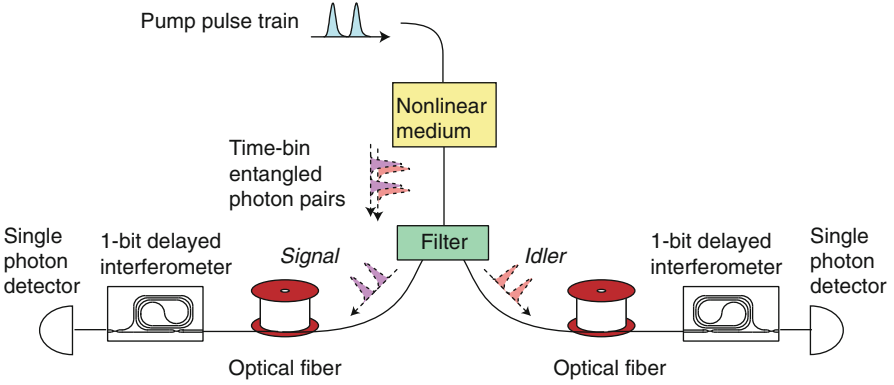 Pump pulse train
Nonlinear
medium
Time-bin
entangled
photon pairs
Filter
Signal
Idler
Single
photon
detector
1-bit delayed
interferometer
1-bit delayed
interferometer
Single
photon
detector
Optical fiber
Optical fiber